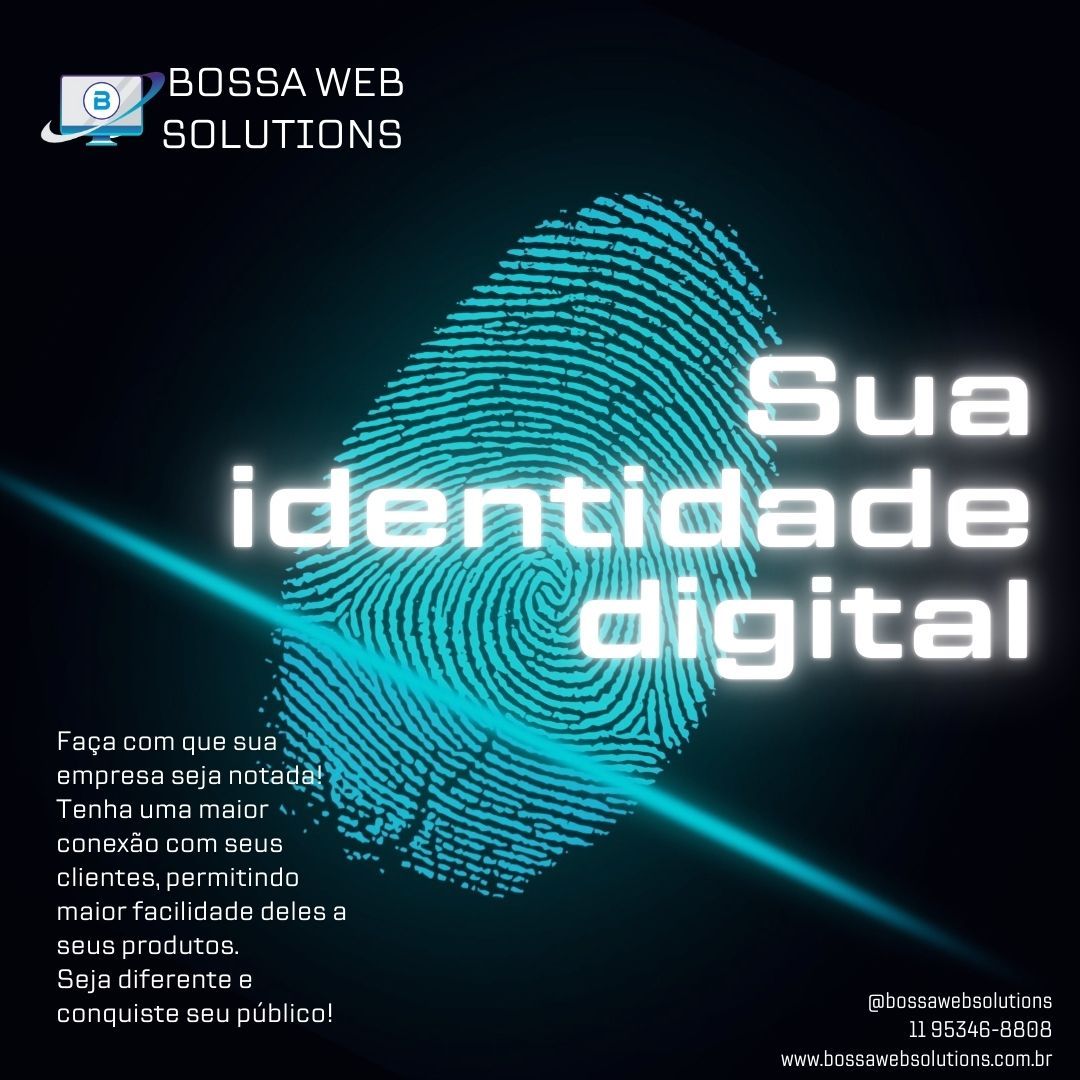 B
BOSSA WEB
SOLUTIONS
Sua
identidade
digital
Faça com que sua
empresa seja notada!
Tenha uma maior
conexão com seus
clientes, permitindo
maior facilidade deles a
seus produtos.
Seja diferente e
conquiste seu público!
@bossawebsolutions
11 95346-8808
www.bossawebsolutions.com.br